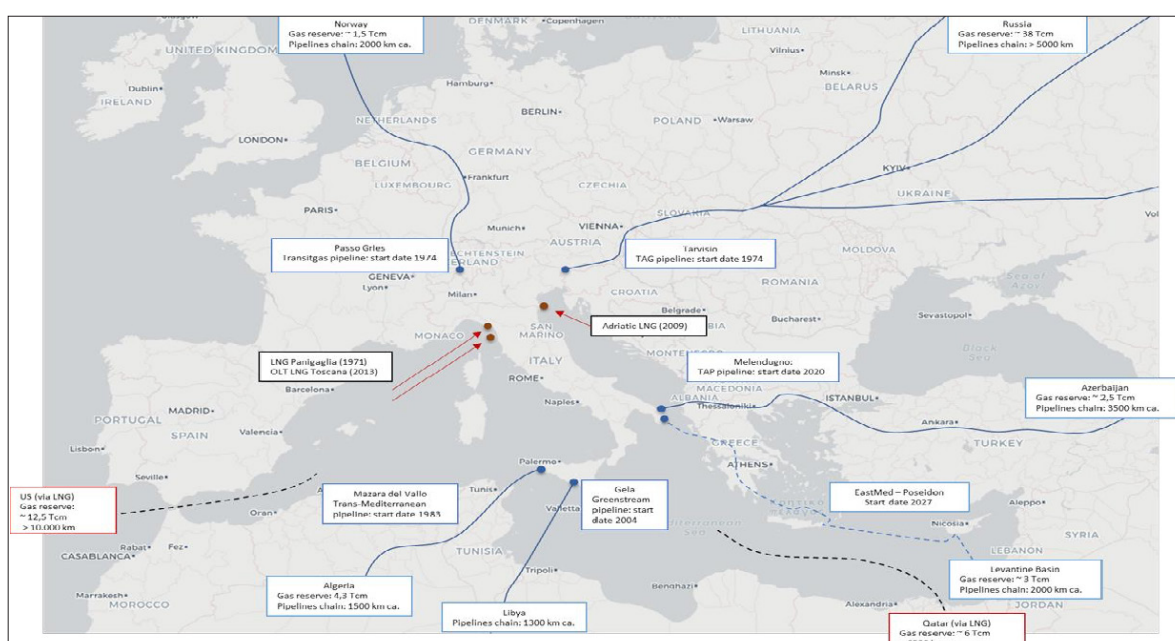 Norway
Gas reserve: ~ 1,5 Tcm
Pipelines chain: 2000 km ca.
DENMARK
Copenhagen
LITHUANIA
Vilnius
Russia
Gas reserve: ~ 38 Tcm
Pipelines chain: > 5000 km
UNITED KINGDOM
Dublin
IRELAND
Hamburg
Minsk
BELARUS
NETHERLANDS
BERLIN
POLAND
Warsaw
LONDON
BELGIUM
GERMANY
Frankfurt
KYIV
LUXEMBOURG
CZECHIA
UKRAINE
PARIS
SLOVAKIA
Munich
VIENNA
AUSTRIA
Passo Gries
Transitgas pipeline: start date 1974
Tarvisio
TAG pipeline: start date 1974
MOLDOVA
GENEVA
Lyon
Milan
CROATIA
ROMANIA
Sea of
Azov
Belgrade
Bucharest
Sevastopol
MONACO
SAN
MARINO
Adriatic LNG (2009)
ITALY
LNG Panigaglia (1971)
OLT LNG Toscana (2013)
Melendugno:
TAP pipeline: start date 2020
Black
Sea
ROME
Barcelona
MACEDONIA
ALBANIA
Thessaloniki
ISTANBUL
Azerbaijan
Gas reserve: ~ 2,5 Tcm
Pipelines chain: 3500 km ca.
PORTUGAL
MADRID
Naples
Ankara
SPAIN
Valencia
TURKEY
Lisbon
GREECE
ATHENS
Seville
Palermo
Tunis
US (via LNG)
Gas reserve:
~ 12,5 Tcm
> 10.000 km
Mazara del Vallo
Trans-Mediterranean
pipeline: start date 1983
Gela
Greenstream
pipeline: start
date 2004
Valletta
EastMed – Poseidon
Start date 2027
Aleppo
Oran
Nicosia
SYRIA
CASABLANCA
Rabat
Fez
TUNISIA
Sea
LEBANON
Algeria
Gas reserve: 4,3 Tcm
Pipelines chain: 1500 km ca.
Tripoli
Levantine Basin
Gas reserve: ~ 3 Tcm
Pipelines chain: 2000 km ca.
Marrakesh
MOROCCO
Benghazi
Alexandria
JORDAN
Libya
Pipelines chain: 1300 km ca.
Qatar (via LNG)
Gas reserve: ~ 6 Tcm